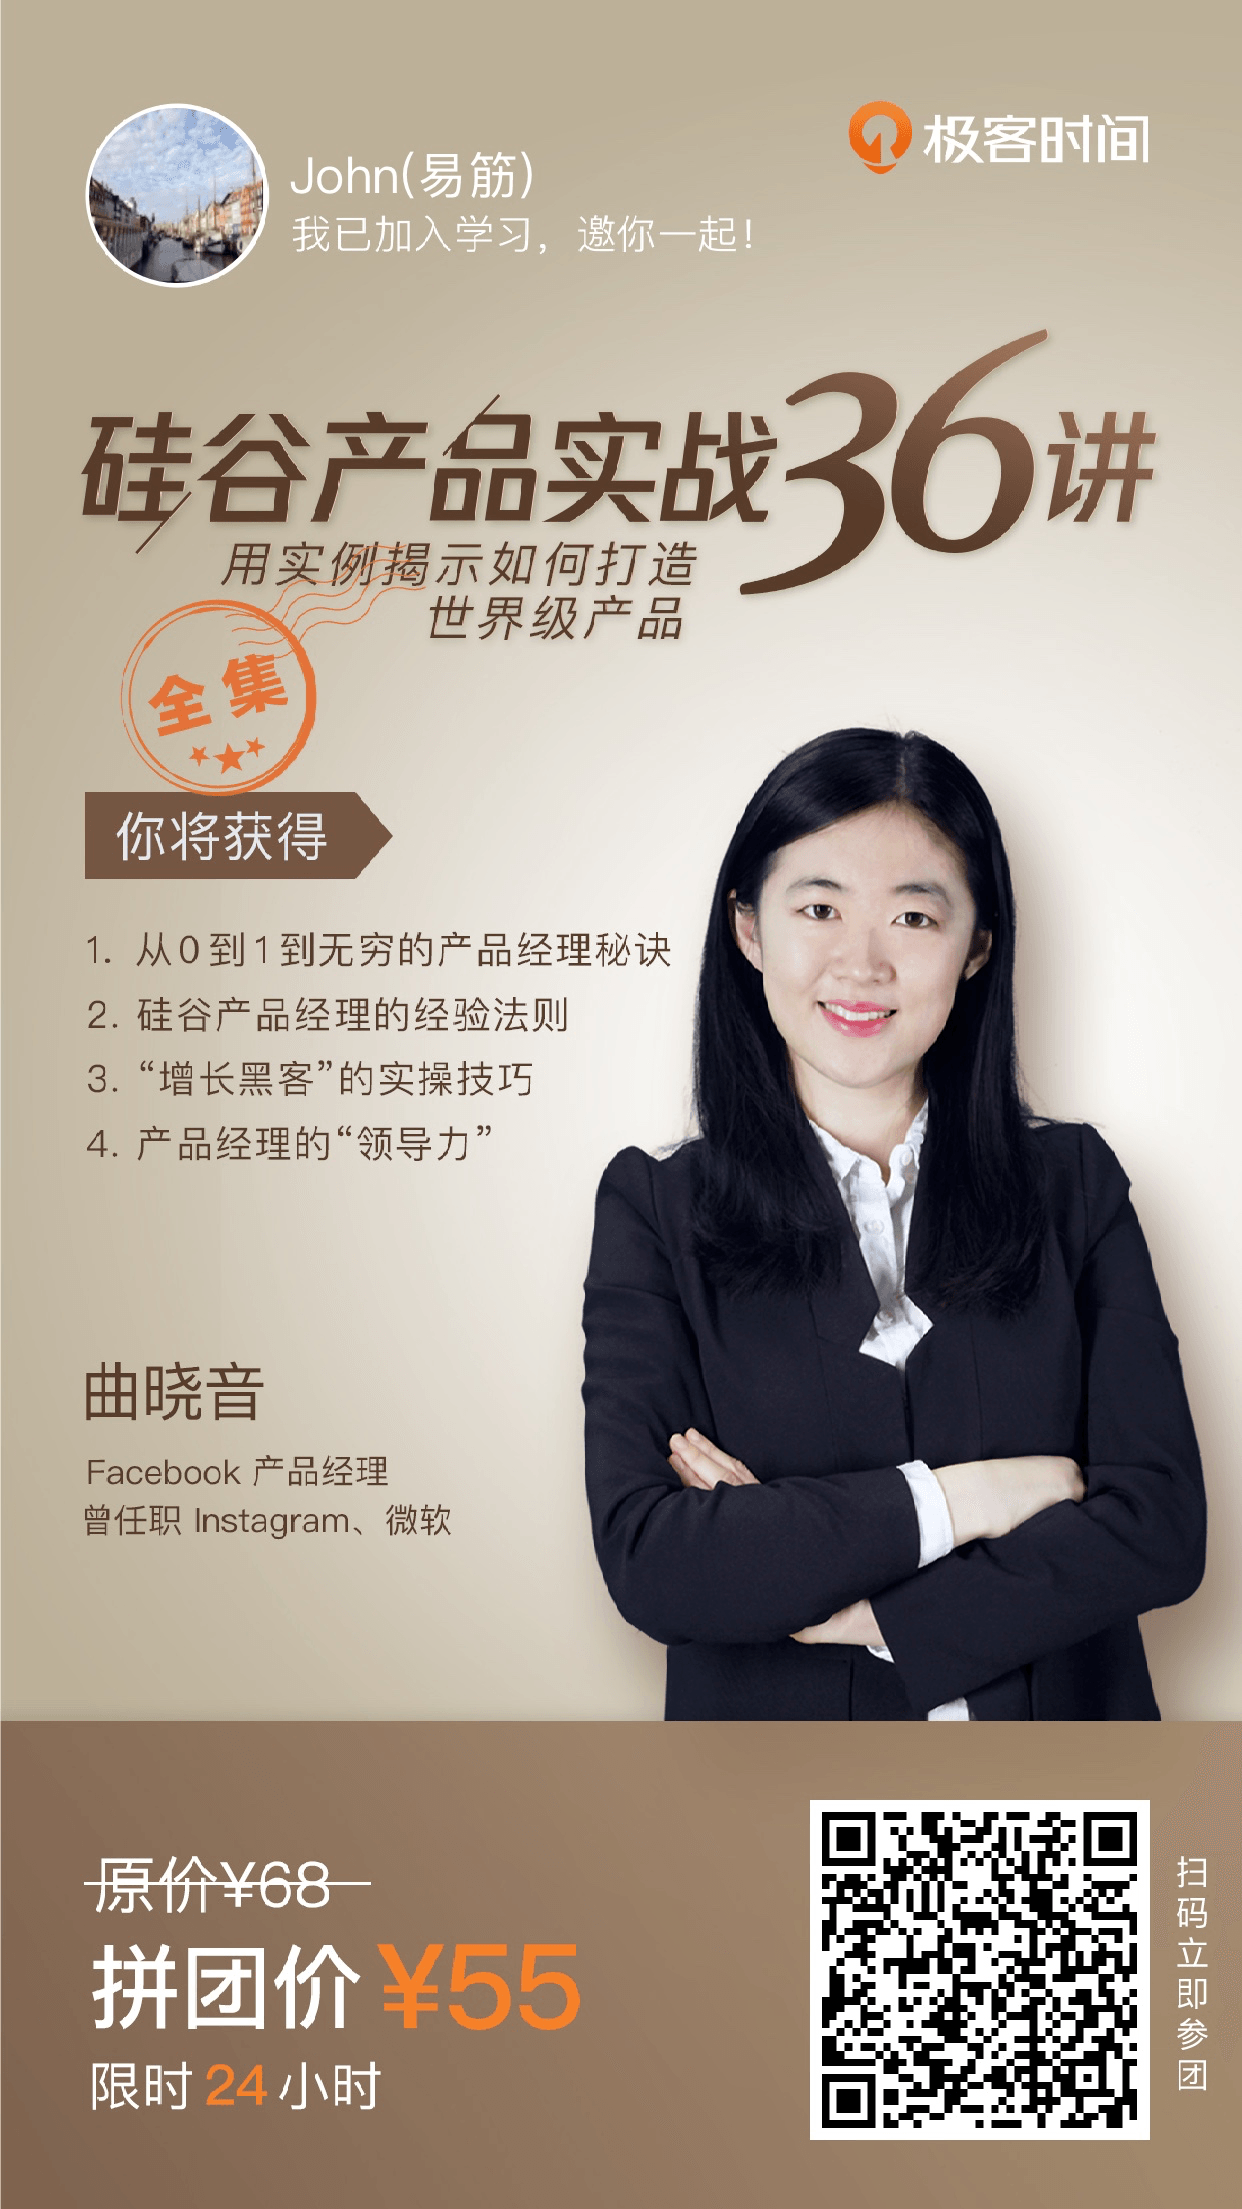 极客时间
John(易筋)
我已加入学习，邀你一起！
硅谷产品实战36讲
用实例揭示如何打造
世界级产品
全集
你将获得
1. 从0到1到无穷的产品经理秘诀
2. 硅谷产品经理的经验法则
3. “增长黑客”的实操技巧
4. 产品经理的“领导力”
曲晓音
Facebook 产品经理
曾任职 Instagram、微软
原价¥68
拼团价 ¥55
限时 24 小时
扫码立即参团